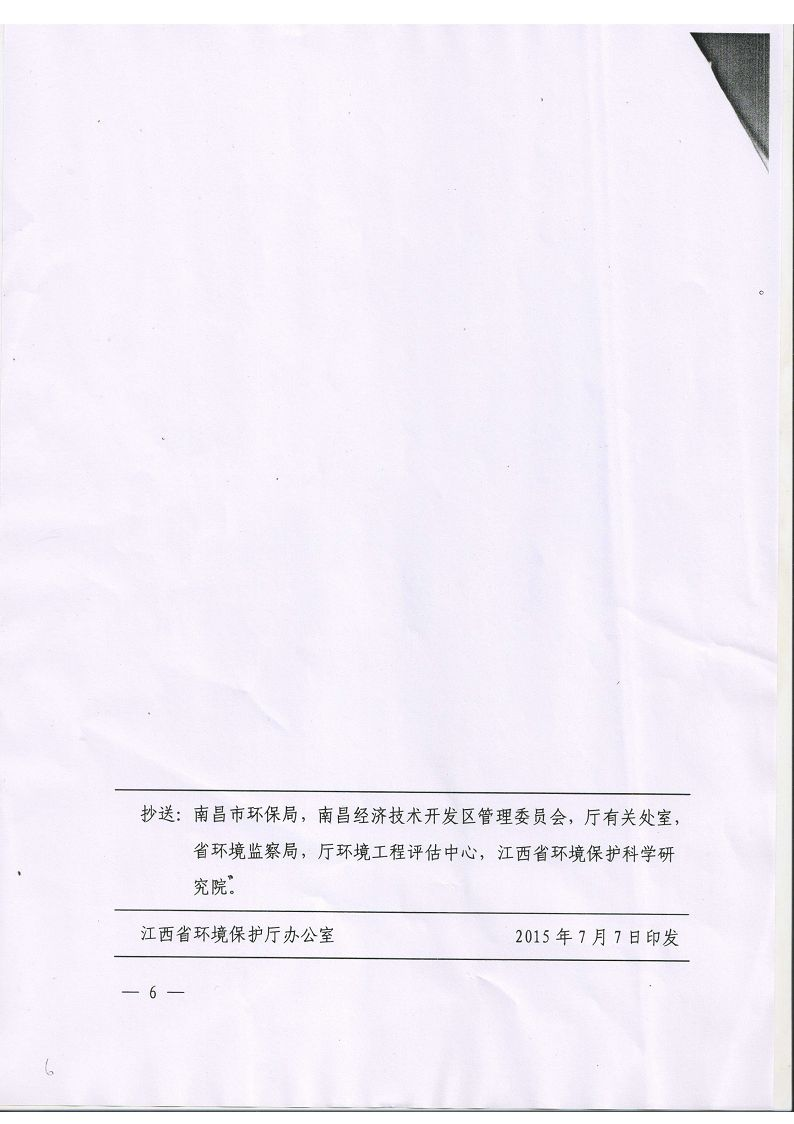 抄送：南昌市环保局，南昌经济技术开发区管理委员会，厅有关处室，
省环境监察局，厅环境工程评估中心，江西省环境保护科学研
究院。
江西省环境保护厅办公室 2015年7月7日印发
— 6 —
6